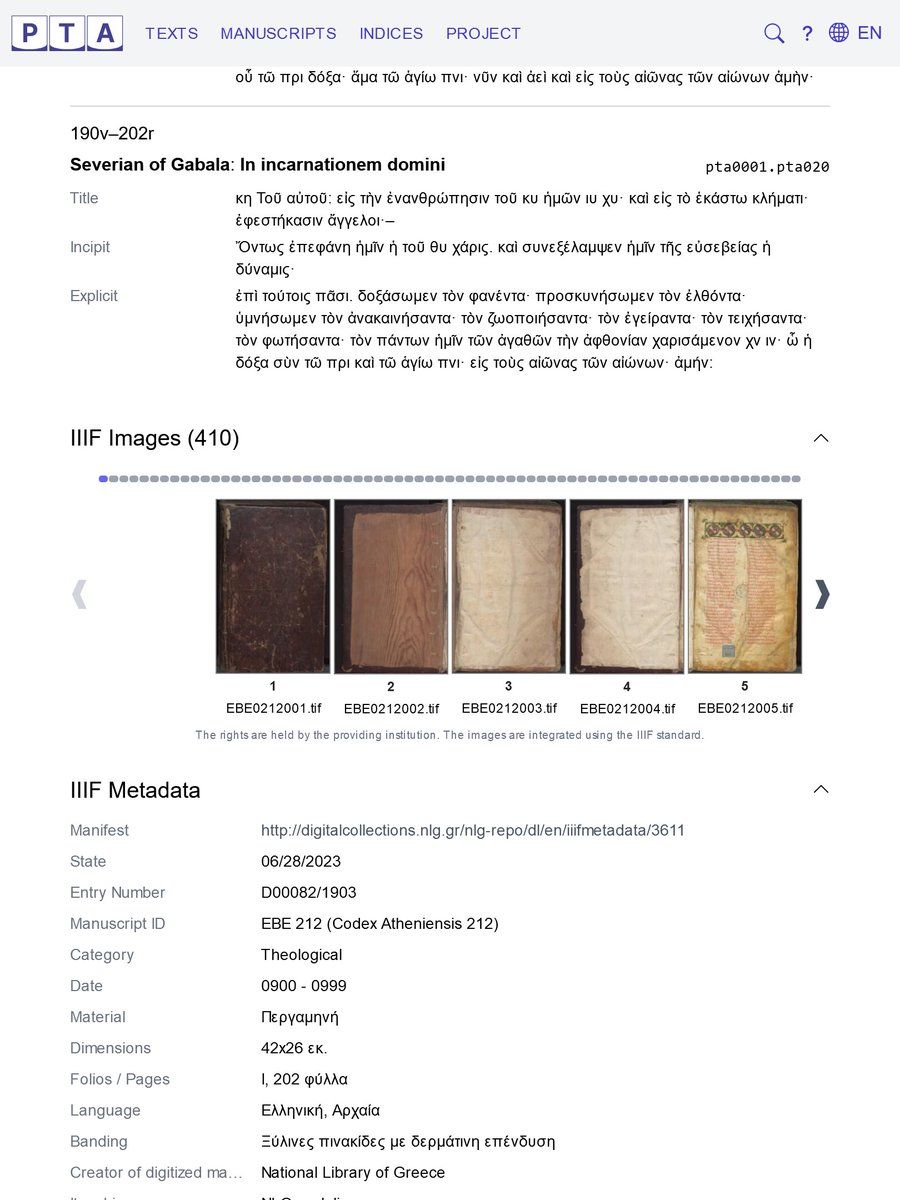 PTA TEXTS MANUSCRIPTS INDICES PROJECT ? EN
οὗ τῶ πρι δόξα· ἅμα τῶ ἁγίω πνι· νῦν καὶ ἀεὶ καὶ εἰς τοὺς αἰῶνας τῶν αἰώνων ἀμὴν·
190v–202r
Severian of Gabala: In incarnationem domini pta0001.pta020
Title κη Τοῦ αὐτοῦ: εἰς τὴν ἐνανθρώπησιν τοῦ κυ ἡμῶν ιυ χυ· καὶ εἰς τὸ ἑκάστω κλήματι·
ἐφεστήκασιν ἄγγελοι·–
Incipit Ὄντως ἐπεφάνη ἡμῖν ἡ τοῦ θυ χάρις. καὶ συνεξέλαμψεν ἡμῖν τῆς εὐσεβείας ἡ
δύναμις·
Explicit ἐπὶ τούτοις πᾶσι. δοξάσωμεν τὸν φανέντα· προσκυνήσωμεν τὸν ἐλθόντα·
ὑμνήσωμεν τὸν ἀνακαινήσαντα· τὸν ζωοποιήσαντα· τὸν ἐγείραντα· τὸν τειχήσαντα·
τὸν φωτήσαντα· τὸν πάντων ἡμῖν τῶν ἀγαθῶν τὴν ἀφθονίαν χαρισάμενον χν ιν· ὧ ἡ
δόξα σὺν τῶ πρι καὶ τῶ ἁγίω πνι· εἰς τοὺς αἰῶνας τῶν αἰώνων· ἀμήν:
IIIF Images (410)
1 2 3 4 5
EBE0212001.tif EBE0212002.tif EBE0212003.tif EBE0212004.tif EBE0212005.tif
The rights are held by the providing institution. The images are integrated using the IIIF standard.
IIIF Metadata
Manifest http://digitalcollections.nlg.gr/nlg-repo/dl/en/iiifmetadata/3611
State 06/28/2023
Entry Number D00082/1903
Manuscript ID EBE 212 (Codex Atheniensis 212)
Category Theological
Date 0900 - 0999
Material Περγαμηνή
Dimensions 42x26 εκ.
Folios / Pages Ι, 202 φύλλα
Language Ελληνική, Αρχαία
Banding Ξύλινες πινακίδες με δερμάτινη επένδυση
Creator of digitized ma… National Library of Greece